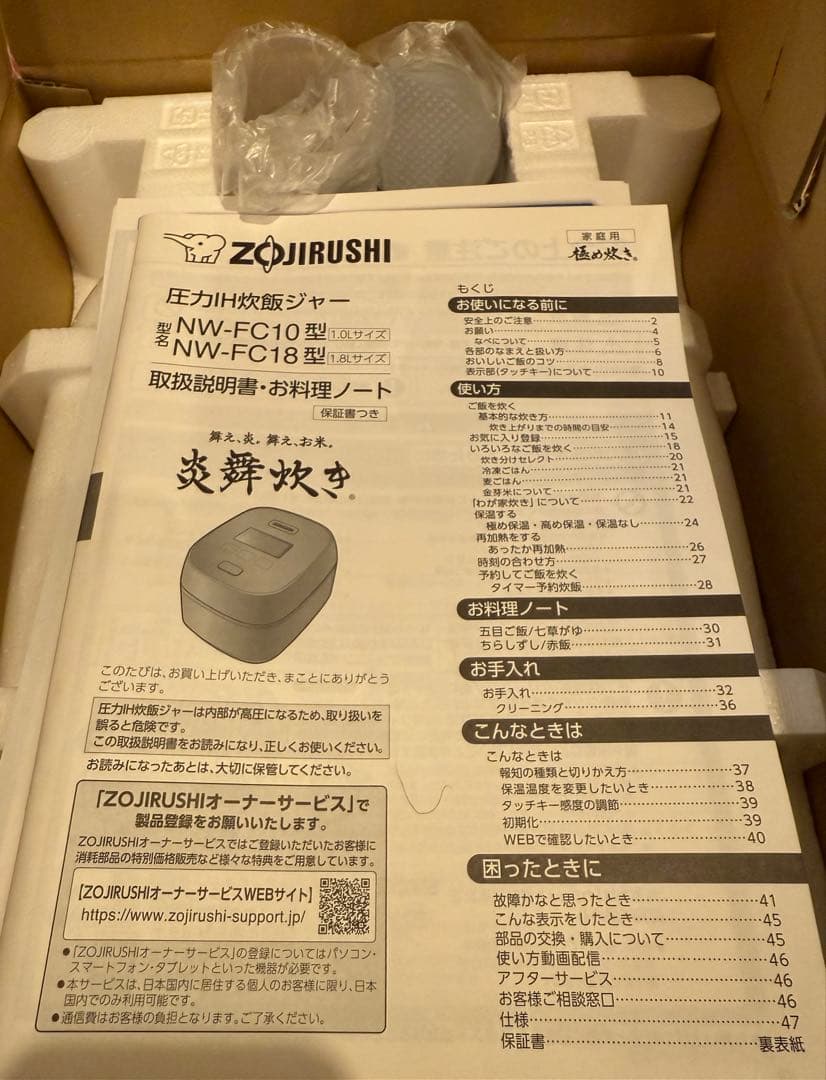 ZOJIRUSHI
家庭用
極め炊き®
圧力IH炊飯ジャー
型名 NW-FC10型 1.0Lサイズ
NW-FC18型 1.8Lサイズ
取扱説明書・お料理ノート
保証書つき
舞え、炎。舞え、お米。
炎舞炊き®
このたびは、お買い上げいただき、まことにありがとう
ございます。
圧力IH炊飯ジャーは内部が高圧になるため、取り扱いを
誤ると危険です。
この取扱説明書をお読みになり、正しくお使いください。
お読みになったあとは、大切に保管してください。
「ZOJIRUSHIオーナーサービス」で
製品登録をお願いいたします。
ZOJIRUSHIオーナーサービスではご登録いただいたお客様に
消耗部品の特別価格販売など様々な特典をご用意しています。
【ZOJIRUSHIオーナーサービスWEBサイト】
https://www.zojirushi-support.jp/
●「ZOJIRUSHIオーナーサービス」の登録についてはパソコン・
スマートフォン・タブレットといった機器が必要です。
●本サービスは、日本国内に居住する個人のお客様に限り、日本
国内でのみ利用可能です。
●通信費はお客様の負担となります。ご了承ください。
もくじ
お使いになる前に
安全上のご注意……2
お願い……4
なべについて……5
各部のなまえと扱い方……6
おいしいご飯のコツ……8
表示部(タッチキー)について……10
使い方
ご飯を炊く
基本的な炊き方……11
炊き上がりまでの時間の目安……14
お気に入り登録……15
いろいろなご飯を炊く……18
炊き分けセレクト……20
冷凍ごはん……21
麦ごはん……21
金芽米について……21
「わが家炊き」について……22
保温する
極め保温・高め保温・保温なし……24
再加熱をする
あったか再加熱……26
時刻の合わせ方……27
予約してご飯を炊く
タイマー予約炊飯……28
お料理ノート
五目ご飯/七草がゆ……30
ちらしずし/赤飯……31
お手入れ
お手入れ……32
クリーニング……36
こんなときは
こんなときは
報知の種類と切りかえ方……37
保温温度を変更したいとき……38
タッチキー感度の調節……39
初期化……39
WEBで確認したいとき……40
困ったときに
故障かなと思ったとき……41
こんな表示をしたとき……45
部品の交換・購入について……45
使い方動画配信……46
アフターサービス……46
お客様ご相談窓口……46
仕様……47
保証書……裏表紙